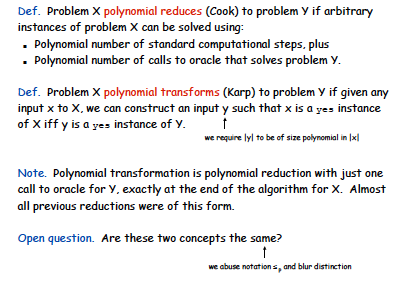 Def. Problem X polynomial reduces (Cook) to problem Y if arbitrary
instances of problem X can be solved using:
• Polynomial number of standard computational steps, plus
• Polynomial number of calls to oracle that solves problem Y.
Def. Problem X polynomial transforms (Karp) to problem Y if given any
input x to X, we can construct an input y such that x is a yes instance
of X iff y is a yes instance of Y.
we require |y| to be of size polynomial in |x|
Note. Polynomial transformation is polynomial reduction with just one
call to oracle for Y, exactly at the end of the algorithm for X. Almost
all previous reductions were of this form.
Open question. Are these two concepts the same?
we abuse notation ≤ p and blur distinction